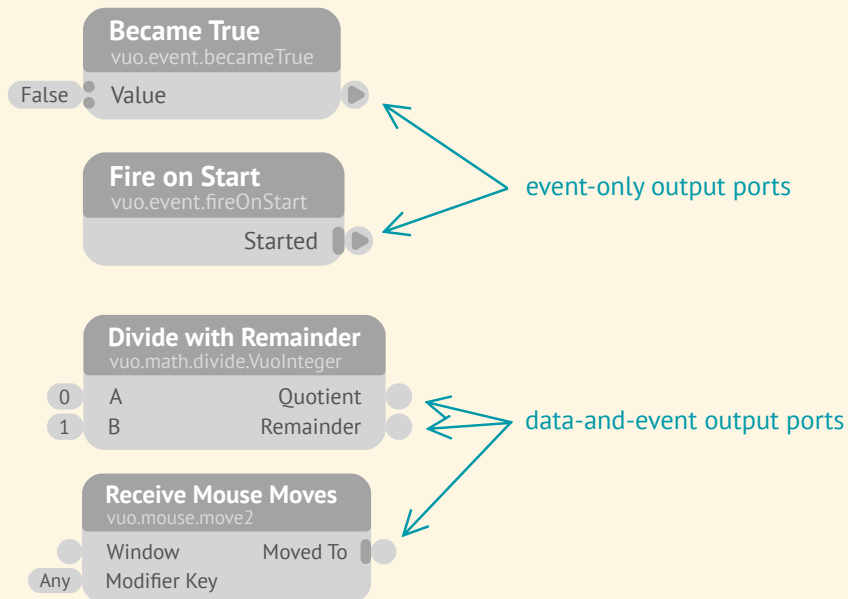 Became True
vuo.event.becameTrue
False Value
Fire on Start
vuo.event.fireOnStart
Started
event-only output ports
Divide with Remainder
vuo.math.divide.VuoInteger
0 A Quotient
1 B Remainder
data-and-event output ports
Receive Mouse Moves
vuo.mouse.move2
Window Moved To
Any Modifier Key